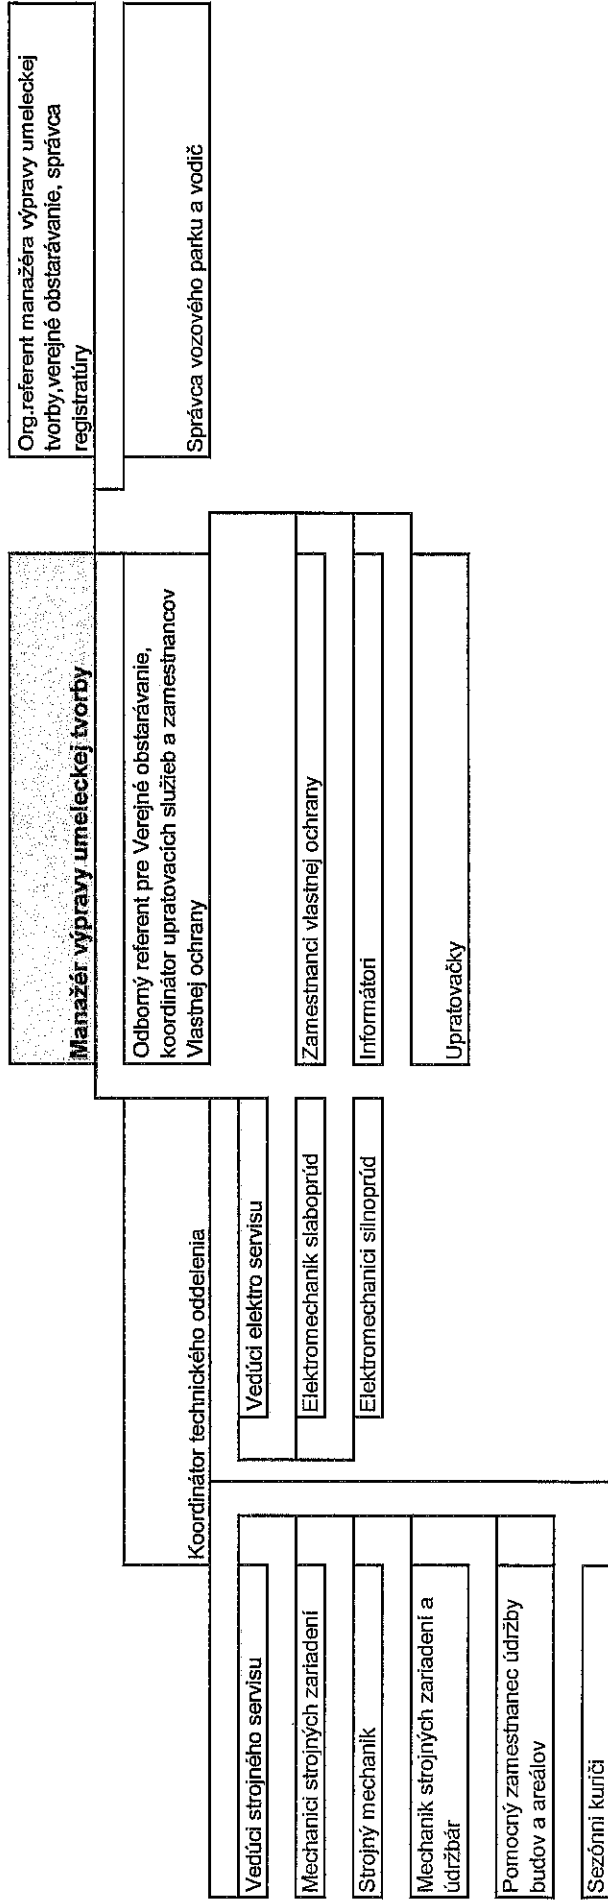 Manažér výpravy umeleckej tvorby
Org.referent manažéra výpravy umeleckej
tvorby,verejné obstarávanie, správca
registratúry
Koordinátor technického oddelenia
Odborný referent pre Verejné obstarávanie,
koordinátor upratovacích služieb a zamestnancov
Vlastnej ochrany
Správca vozového parku a vodič
Vedúci strojného servisu
Mechanici strojných zariadení
Strojný mechanik
Mechanik strojných zariadení a
údržbár
Pomocný zamestnanec údržby
budov a areálov
Sezónni kuriči
Vedúci elektro servisu
Elektromechanik slaboprúd
Elektromechanici silnoprúd
Zamestnanci vlastnej ochrany
Informátori
Upratovačky